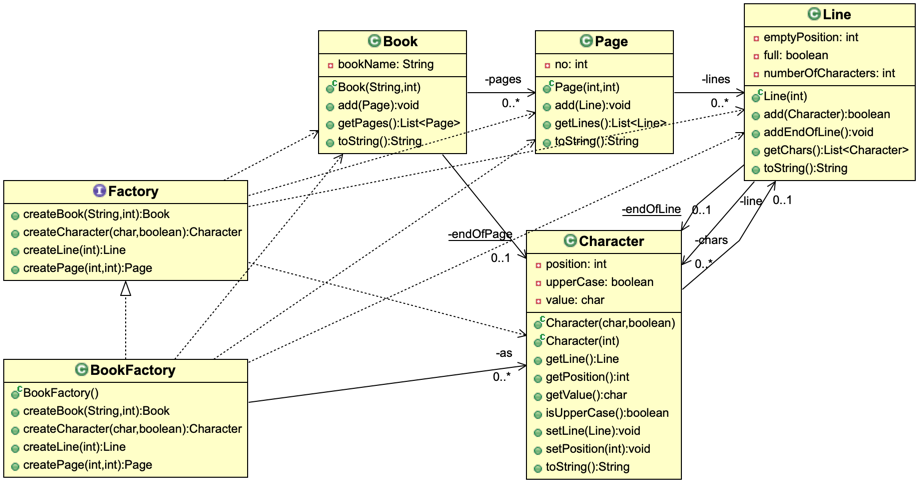 Book
bookName: String
Book(String,int)
add(Page):void
getPages():List<Page>
toString():String
-pages
0..*
Page
no: int
Page(int,int)
add(Line):void
getLines():List<Line>
toString():String
-lines
0..*
Line
emptyPosition: int
full: boolean
numberOfCharacters: int
Line(int)
add(Character):boolean
addEndOfLine():void
getChars():List<Character>
toString():String
Factory
createBook(String,int):Book
createCharacter(char,boolean):Character
createLine(int):Line
createPage(int,int):Page
-endOfPage
0..1
-endOfLine
0..1
-line
0..1
-chars
0..*
Character
position: int
upperCase: boolean
value: char
Character(char,boolean)
Character(int)
getLine():Line
getPosition():int
getValue():char
isUpperCase():boolean
setLine(Line):void
setPosition(int):void
toString():String
BookFactory
BookFactory()
createBook(String,int):Book
createCharacter(char,boolean):Character
createLine(int):Line
createPage(int,int):Page
-as
0..*